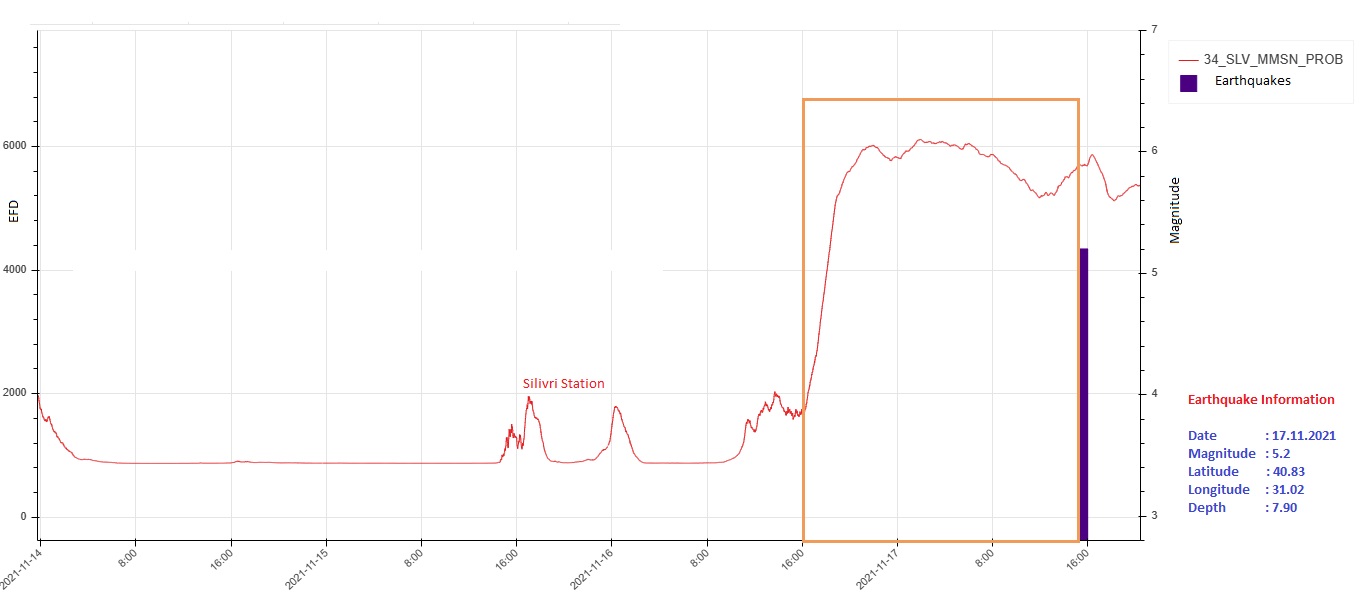 7
34_SLV_MMSN_PROB
Earthquakes
6000
6
EFD
Magnitude
4000
5
Silivri Station
2000
4
Earthquake Information
Date : 17.11.2021
Magnitude : 5.2
Latitude : 40.83
Longitude : 31.02
Depth : 7.90
0
3
2021-11-14
8:00
16:00
2021-11-15
8:00
16:00
2021-11-16
8:00
16:00
2021-11-17
8:00
16:00